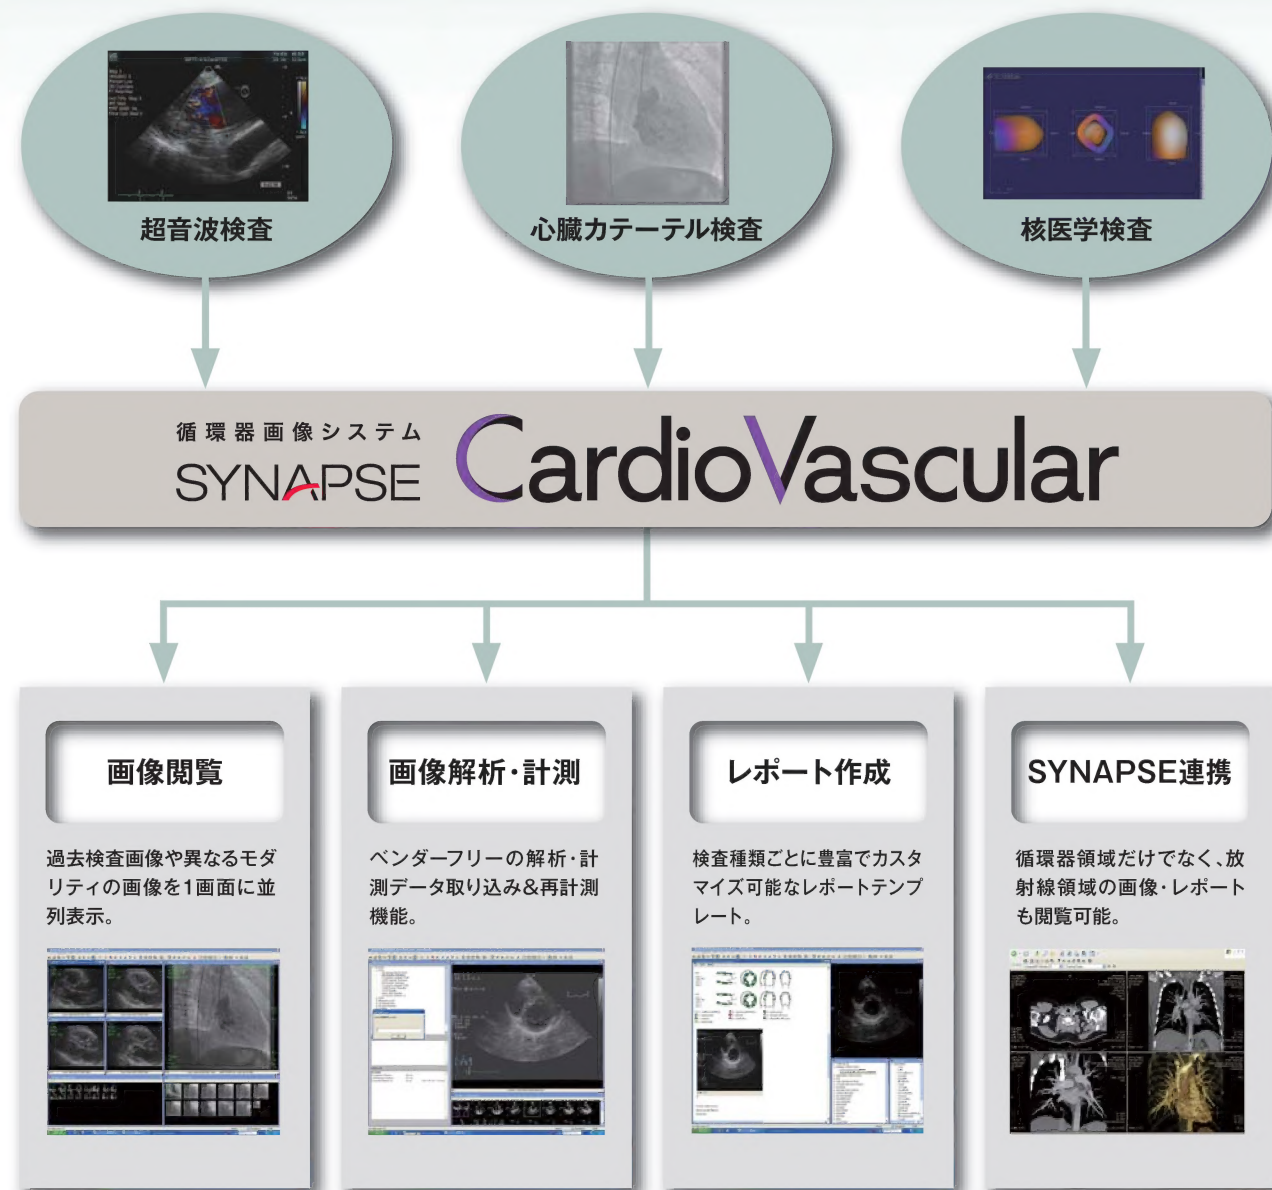 超音波検査
心臓カテーテル検査
核医学検査
循環器画像システム
SYNAPSE
CardioVascular
画像閲覧
過去検査画像や異なるモダ
リティの画像を1画面に並
列表示。
画像解析・計測
ベンダーフリーの解析・計
測データ取り込み&再計測
機能。
レポート作成
検査種類ごとに豊富でカスタ
マイズ可能なレポートテンプ
レート。
SYNAPSE連携
循環器領域だけでなく、放
射線領域の画像・レポート
も閲覧可能。